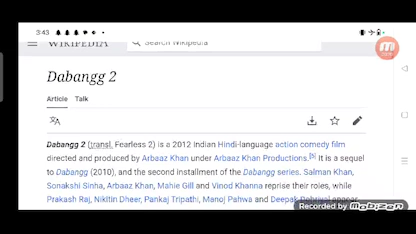 3:43
WIKIPEDIA
Search Wikipedia
Dabangg 2
Article Talk
Dabangg 2 (transl. Fearless 2) is a 2012 Indian Hindi-language action comedy film
directed and produced by Arbaaz Khan under Arbaaz Khan Productions.[5] It is a sequel
to Dabangg (2010), and the second installment of the Dabangg series. Salman Khan,
Sonakshi Sinha, Arbaaz Khan, Mahie Gill and Vinod Khanna reprise their roles, while
Prakash Raj, Nikitin Dheer, Pankaj Tripathi, Manoj Pahwa and Deepak Dobriyal appear
Recorded by Mobizen